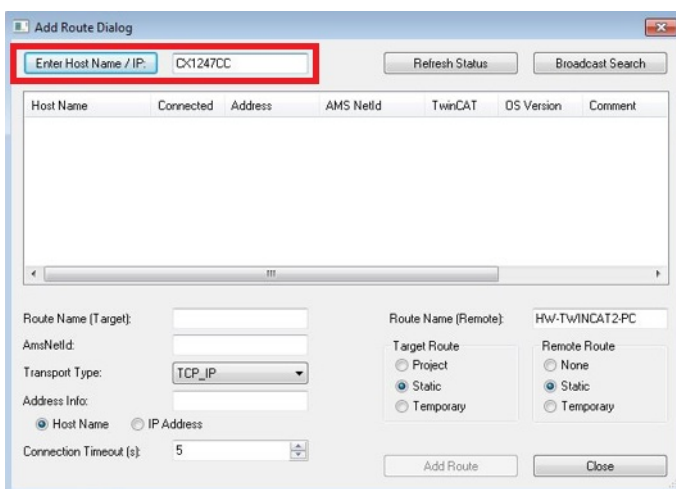 Add Route Dialog
Enter Host Name / IP: CX1247CC Refresh Status Broadcast Search
Host Name Connected Address AMS NetId TwinCAT OS Version Comment
Route Name (Target): Route Name (Remote): HW-TWINCAT2-PC
AmsNetId: Target Route Remote Route
Transport Type: TCP_IP Project None
Address Info: Static Static
Host Name IP Address Temporary Temporary
Connection Timeout (s): 5
Add Route Close